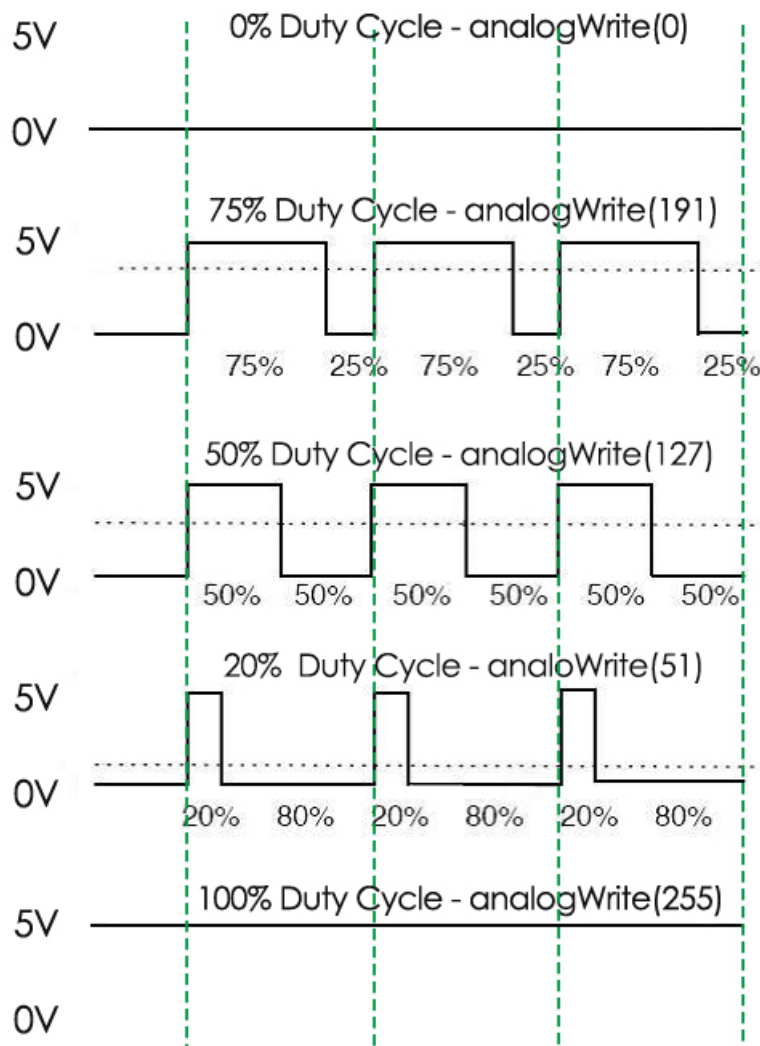 0% Duty Cycle - analogWrite(0)
5V
0V
75% Duty Cycle - analogWrite(191)
5V
0V
75% 25% 75% 25% 75% 25%
50% Duty Cycle - analogWrite(127)
5V
0V
50% 50% 50% 50% 50% 50%
20% Duty Cycle - analoWrite(51)
5V
0V
20% 80% 20% 80% 20% 80%
100% Duty Cycle - analogWrite(255)
5V
0V